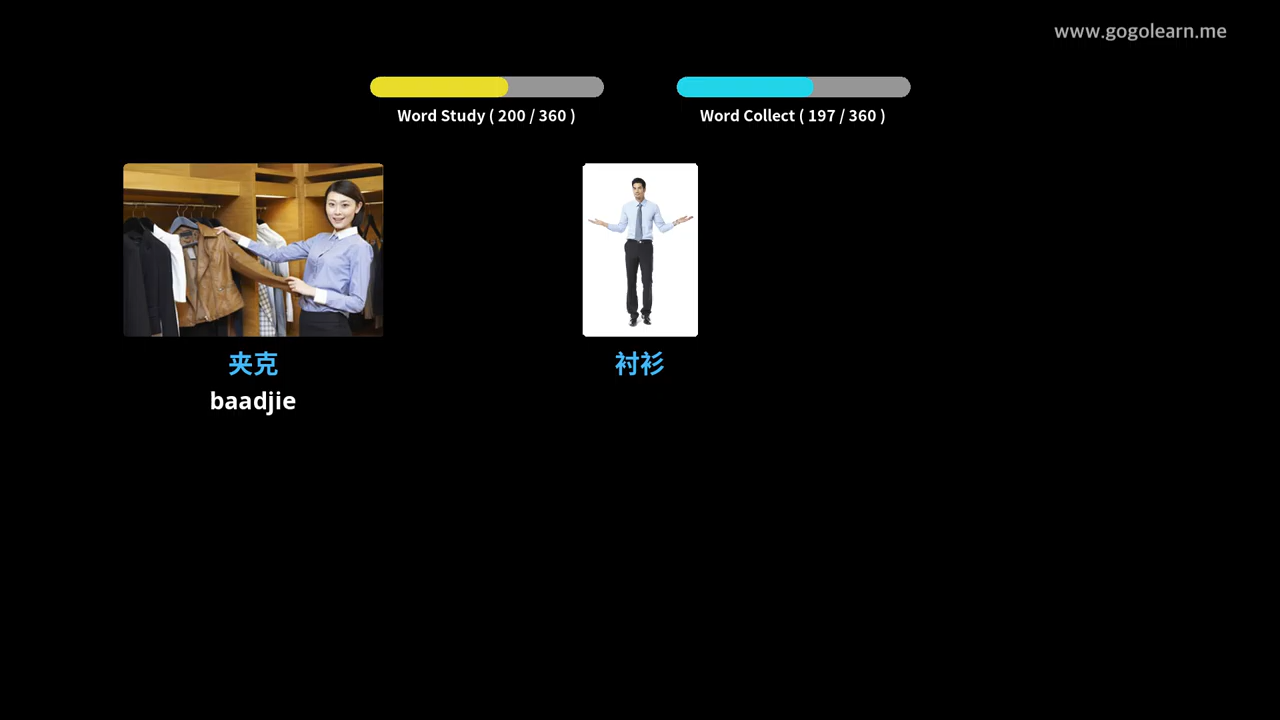 www.gogolearn.me
Word Study ( 200 / 360 )
Word Collect ( 197 / 360 )
夹克
衬衫
baadjie